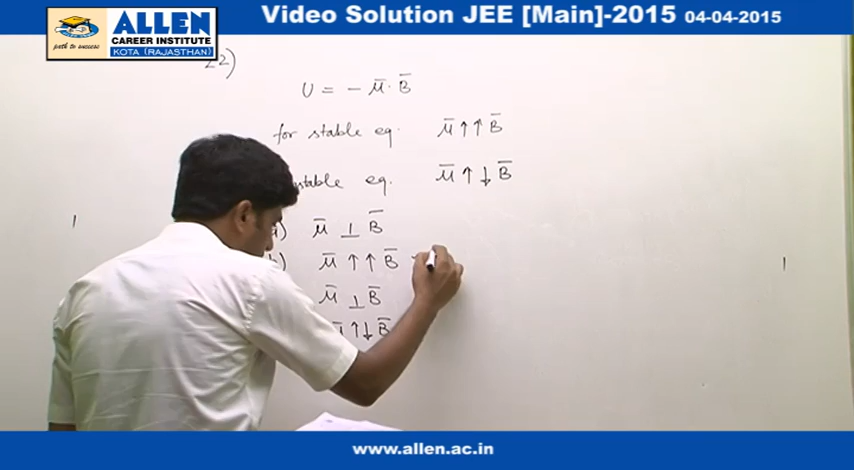 Video Solution JEE [Main]-2015 04-04-2015
ALLEN
CAREER INSTITUTE
KOTA (RAJASTHAN)
path to success
22)
U = - μ̄ · B̄
for stable eq. μ̄ ↑ ↑ B̄
stable eq. μ̄ ↑ ↓ B̄
a) μ̄ ⊥ B̄
b) μ̄ ↑ ↑ B̄
μ̄ ⊥ B̄
μ̄ ↑ ↓ B̄
www.allen.ac.in